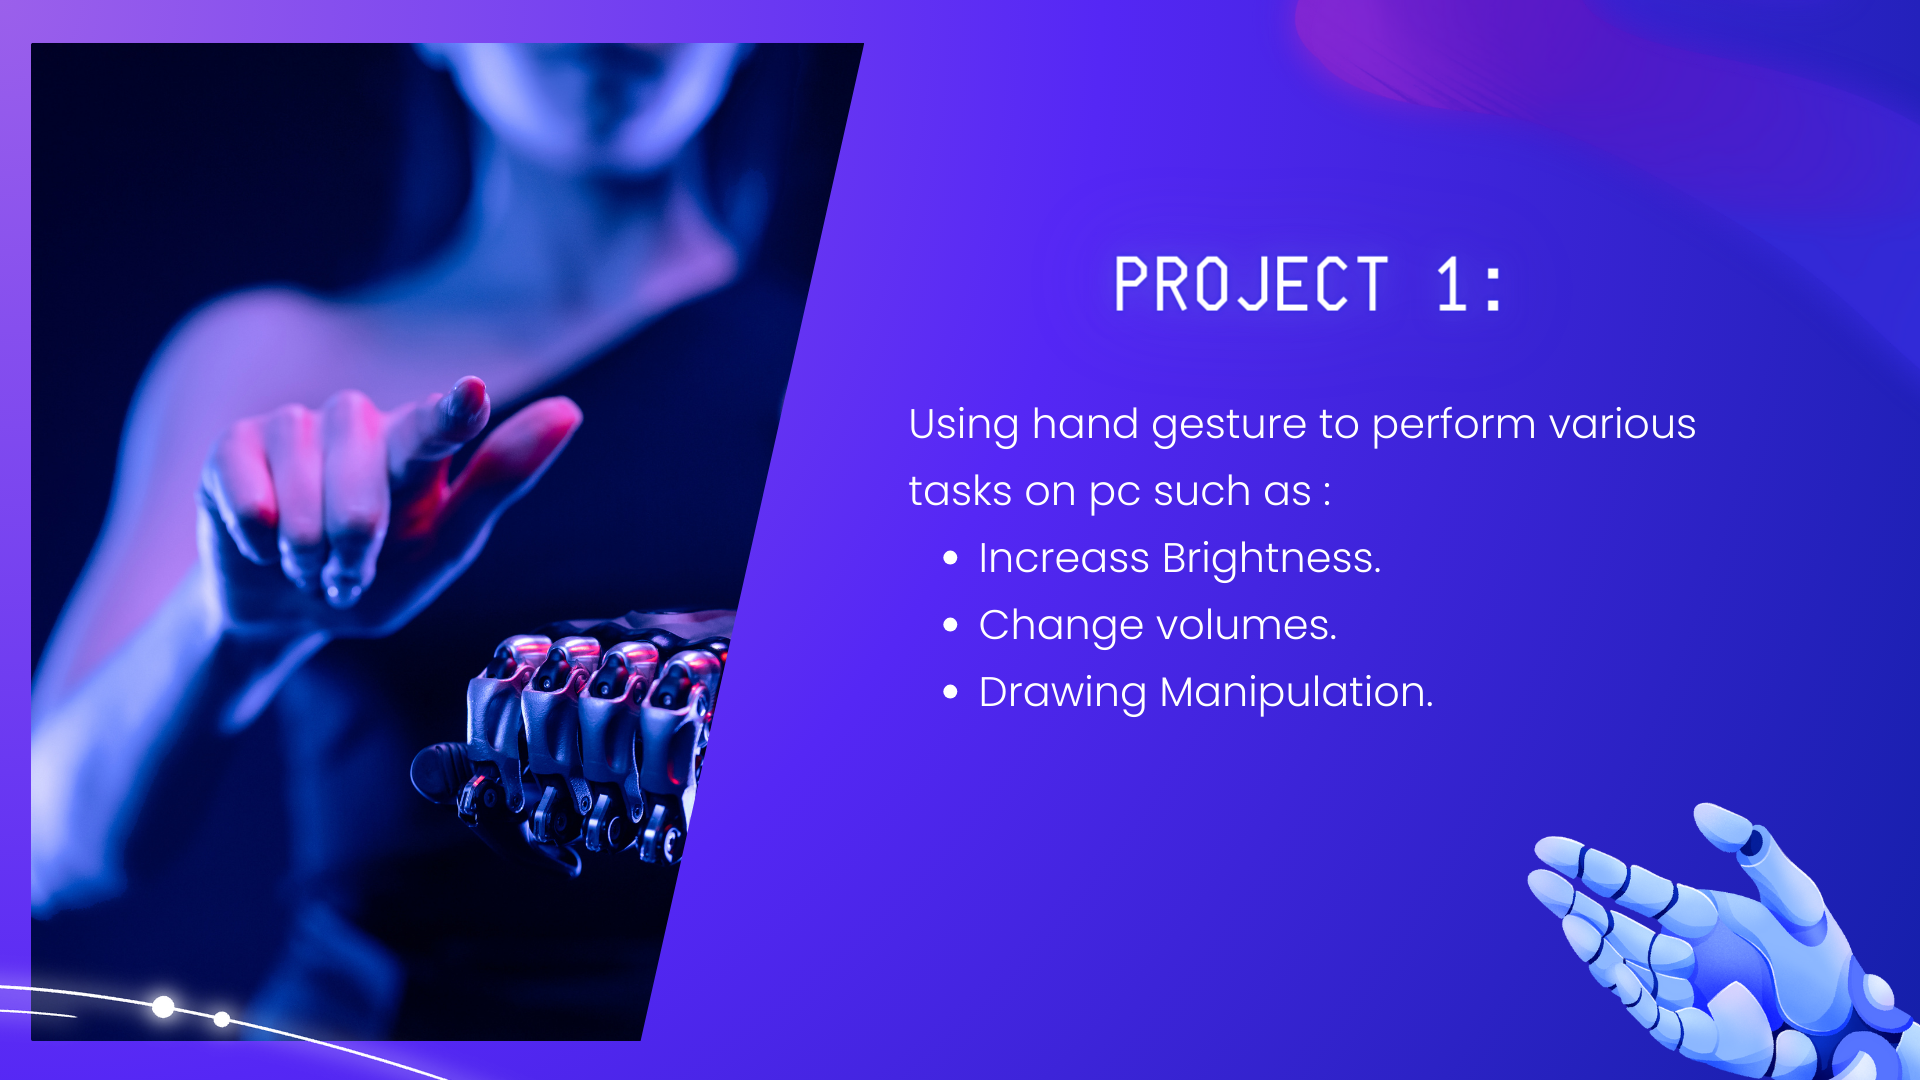 PROJECT 1:
Using hand gesture to perform various
tasks on pc such as :
• Increass Brightness.
• Change volumes.
• Drawing Manipulation.